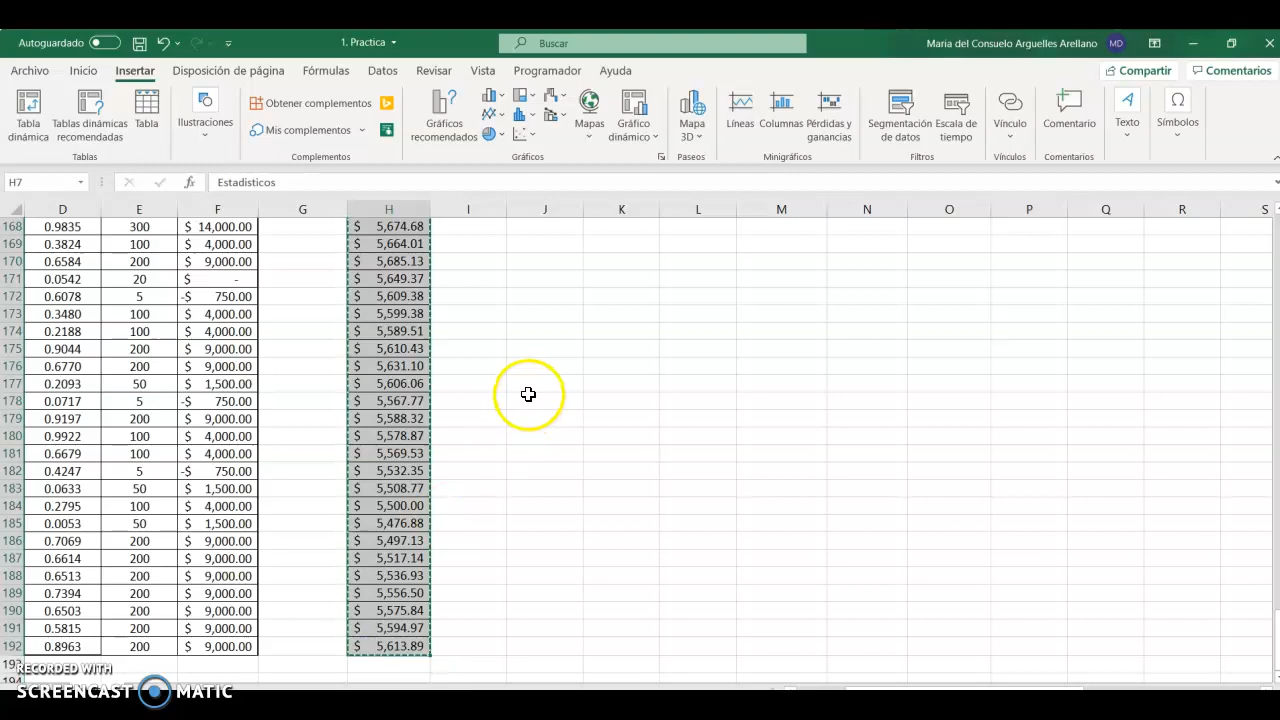 Autoguardado 1. Practica Buscar Maria del Consuelo Arguelles Arellano MD
Archivo Inicio Insertar Disposición de página Fórmulas Datos Revisar Vista Programador Ayuda Compartir Comentarios
Tabla dinámica
Tablas dinámicas recomendadas
Tabla
Ilustraciones
Obtener complementos
Mis complementos
Gráficos recomendados
Mapas
Gráfico dinámico
Mapa 3D
Líneas
Columnas
Pérdidas y ganancias
Segmentación de datos
Escala de tiempo
Vínculo
Comentario
Texto
Símbolos
Tablas Complementos Gráficos Paseos Minigráficos Filtros Vínculos Comentarios
H7 fx Estadisticos
D E F G H I J K L M N O P Q R S
168 0.9835 300 $ 14,000.00 $ 5,674.68
169 0.3824 100 $ 4,000.00 $ 5,664.01
170 0.6584 200 $ 9,000.00 $ 5,685.13
171 0.0542 20 $ - $ 5,649.37
172 0.6078 5 -$ 750.00 $ 5,609.38
173 0.3480 100 $ 4,000.00 $ 5,599.38
174 0.2188 100 $ 4,000.00 $ 5,589.51
175 0.9044 200 $ 9,000.00 $ 5,610.43
176 0.6770 200 $ 9,000.00 $ 5,631.10
177 0.2093 50 $ 1,500.00 $ 5,606.06
178 0.0717 5 -$ 750.00 $ 5,567.77
179 0.9197 200 $ 9,000.00 $ 5,588.32
180 0.9922 100 $ 4,000.00 $ 5,578.87
181 0.6679 100 $ 4,000.00 $ 5,569.53
182 0.4247 5 -$ 750.00 $ 5,532.35
183 0.0633 50 $ 1,500.00 $ 5,508.77
184 0.2795 100 $ 4,000.00 $ 5,500.00
185 0.0053 50 $ 1,500.00 $ 5,476.88
186 0.7069 200 $ 9,000.00 $ 5,497.13
187 0.6614 200 $ 9,000.00 $ 5,517.14
188 0.6513 200 $ 9,000.00 $ 5,536.93
189 0.7394 200 $ 9,000.00 $ 5,556.50
190 0.6503 200 $ 9,000.00 $ 5,575.84
191 0.5815 200 $ 9,000.00 $ 5,594.97
192 0.8963 200 $ 9,000.00 $ 5,613.89
193
RECORDED WITH
194
SCREENCAST MATIC